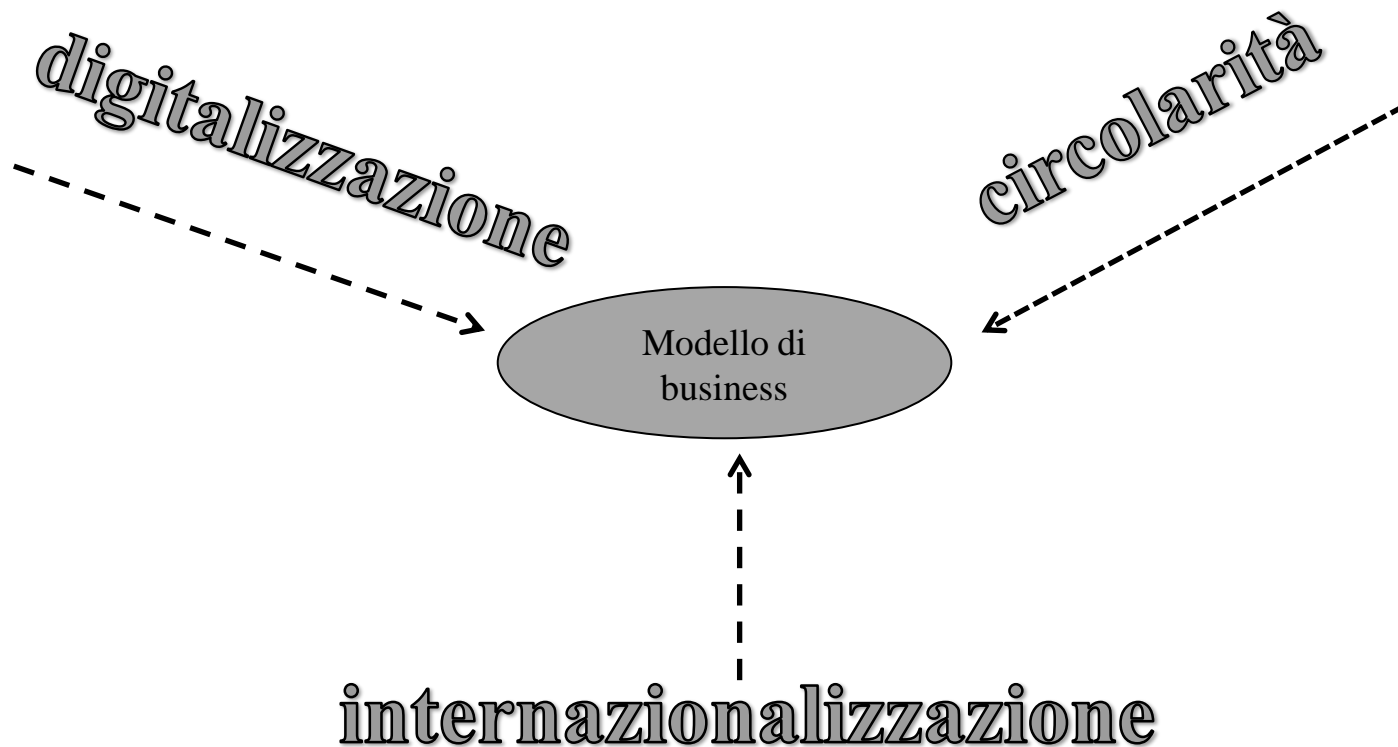 digitalizzazione
circolarità
Modello di
business
internazionalizzazione